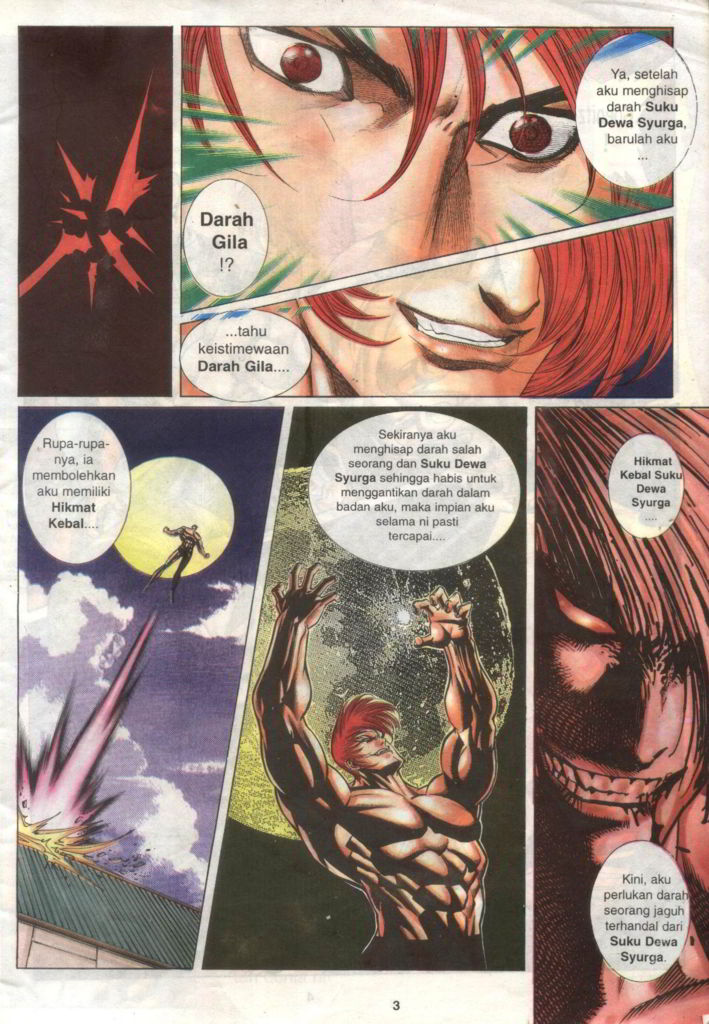 Ya, setelah
aku menghisap
darah Suku
Dewa Syurga,
barulah aku
...
Darah
Gila
!?
...tahu
keistimewaan
Darah Gila....
Rupa-rupa-
nya, ia
membolehkan
aku memiliki
Hikmat
Kebal....
Sekiranya aku
menghisap darah salah
seorang dan Suku Dewa
Syurga sehingga habis untuk
menggantikan darah dalam
badan aku, maka impian aku
selama ni pasti
tercapai....
Hikmat
Kebal Suku
Dewa
Syurga
....
Kini, aku
perlukan darah
seorang jaguh
terhandal dari
Suku Dewa
Syurga.
3